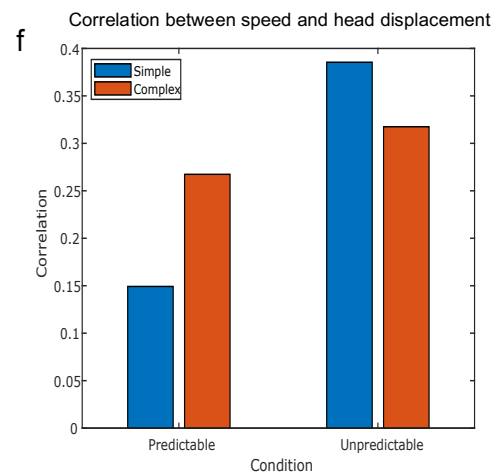 f
Correlation between speed and head displacement
Simple
Complex
0.4
0.35
0.3
0.25
0.2
0.15
0.1
0.05
0
Correlation
Predictable
Unpredictable
Condition